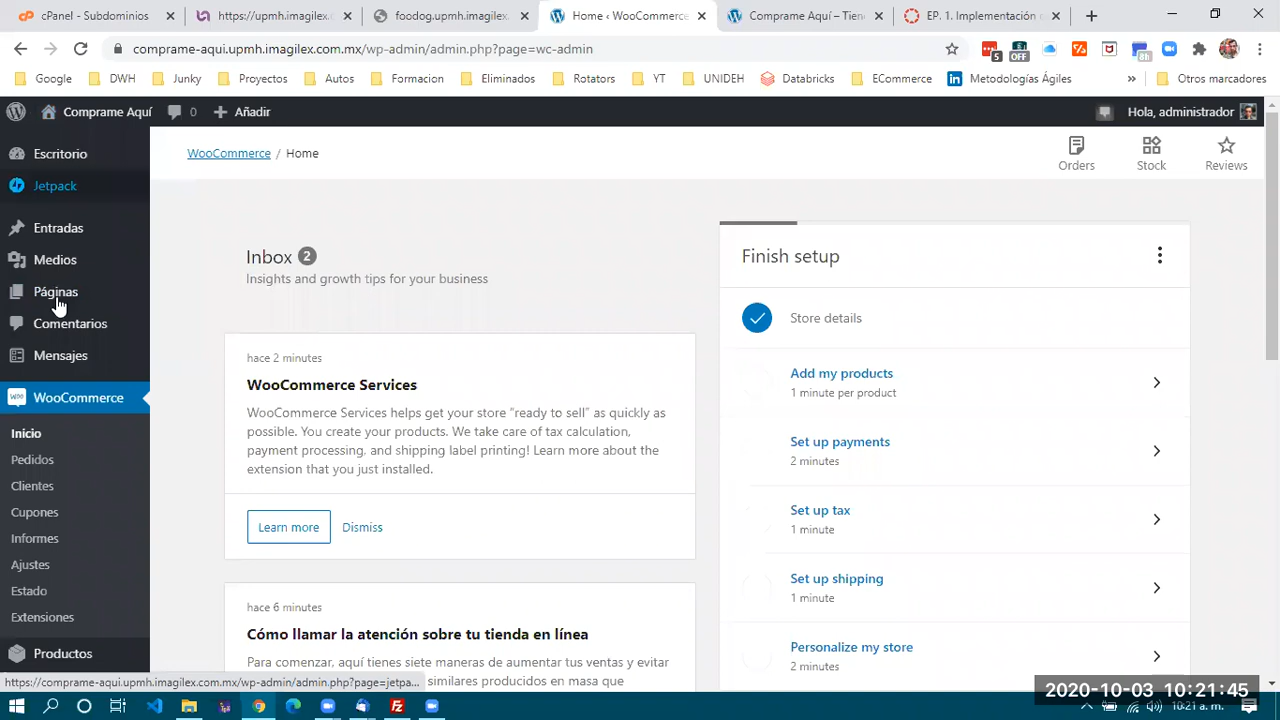 cPanel - Subdominios
https://upmh.imagilex.com.mx/
foodog.upmh.imagilex.
Home ‹ WooCommerce
Comprame Aquí – Tien
EP. 1. Implementación
comprame-aqui.upmh.imagilex.com.mx/wp-admin/admin.php?page=wc-admin
5
OFF
8h
Google
DWH
Junky
Proyectos
Autos
Formacion
Eliminados
Rotators
YT
UNIDEH
Databricks
ECommerce
Metodologías Ágiles
»
Otros marcadores
Comprame Aquí
0
Añadir
Hola, administrador
Escritorio
Jetpack
Entradas
Medios
Páginas
Comentarios
Mensajes
WooCommerce
Inicio
Pedidos
Clientes
Cupones
Informes
Ajustes
Estado
Extensiones
Productos
WooCommerce / Home
Orders
Stock
Reviews
Inbox 2
Insights and growth tips for your business
hace 2 minutes
WooCommerce Services
WooCommerce Services helps get your store "ready to sell" as quickly as
possible. You create your products. We take care of tax calculation,
payment processing, and shipping label printing! Learn more about the
extension that you just installed.
Learn more
Dismiss
hace 6 minutes
Cómo llamar la atención sobre tu tienda en línea
Para comenzar, aquí tienes siete maneras de aumentar tus ventas y evitar
similares producidos en masa que
Finish setup
Store details
Add my products
1 minute per product
Set up payments
2 minutes
Set up tax
1 minute
Set up shipping
1 minute
Personalize my store
2 minutes
https://comprame-aqui.upmh.imagilex.com.mx/wp-admin/admin.php?page=jetpa...
2020-10-03 10:21:45
10:21 a. m.